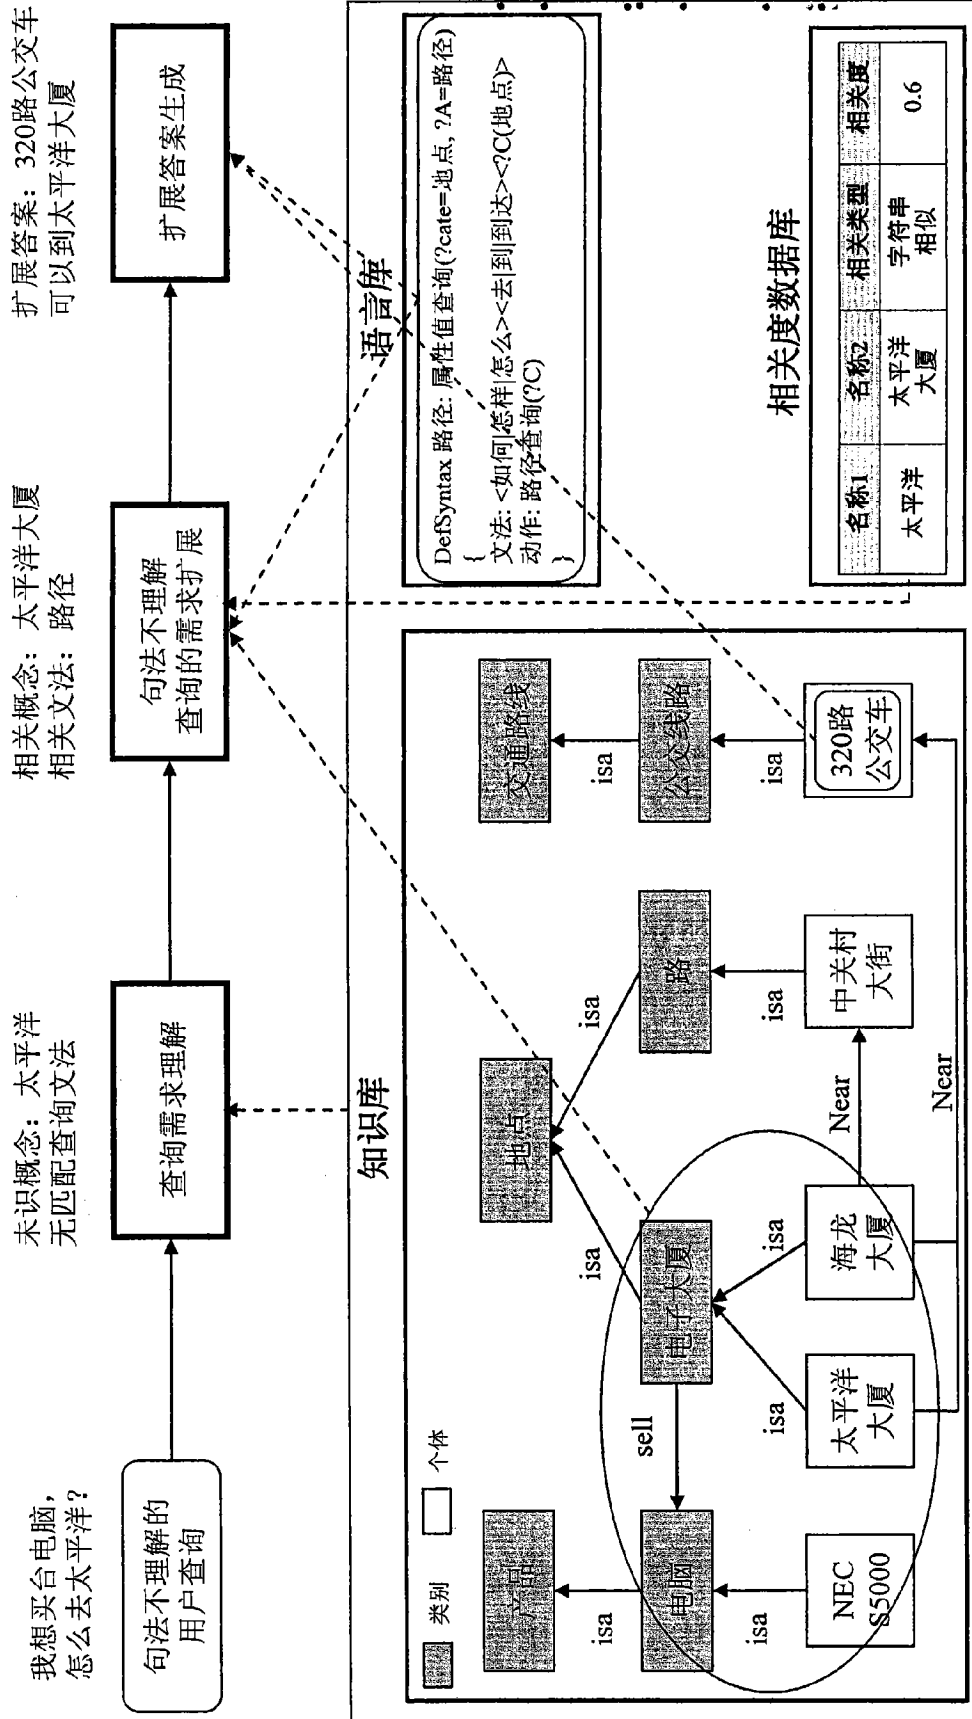 我想买台电脑，
怎么去太平洋？
句法不理解的
用户查询
未识概念：太平洋
无匹配查询文法
查询需求理解
相关概念：太平洋大厦
相关文法：路径
句法不理解
查询的需求扩展
扩展答案：320路公交车
可以到太平洋大厦
扩展答案生成
知识库
类别
个体
产品
isa
电脑
isa
NEC
S5000
sell
地点
isa
isa
电子大厦
isa
isa
太平洋
大厦
海龙
大厦
路
isa
中关村
大街
Near
Near
交通路线
isa
公交线路
isa
320路
公交车
语言库
DefSyntax 路径: 属性值查询(?cate=地点, ?A=路径)
{
文法: <如何|怎样|怎么><去|到|到达><?C(地点)>
动作: 路径查询(?C)
}
相关度数据库
名称1 名称2 相关类型 相关度
太平洋 太平洋
大厦 字符串
相似 0.6